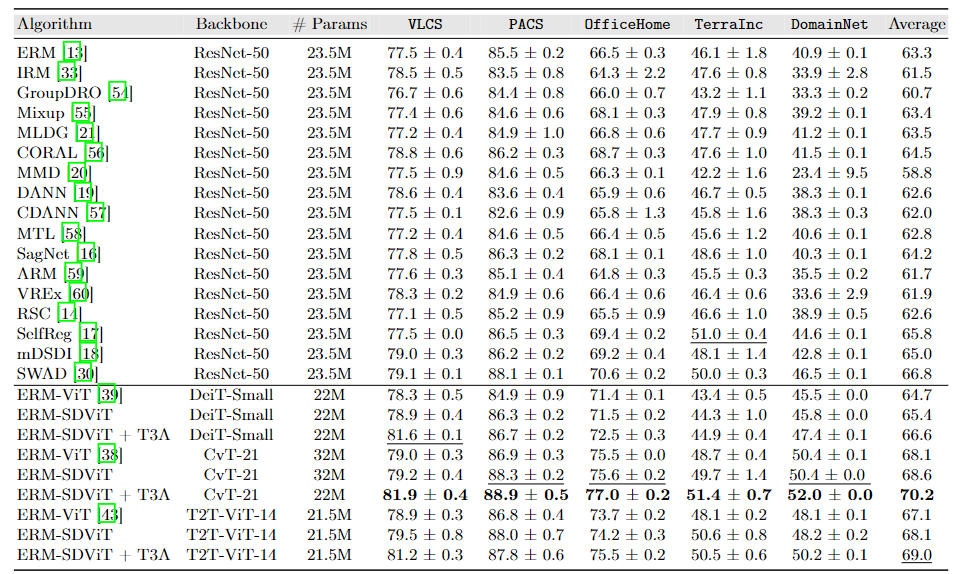 Algorithm Backbone # Params VLCS PACS OfficeHome TerraInc DomainNet Average
ERM [13] ResNet-50 23.5M 77.5 ± 0.4 85.5 ± 0.2 66.5 ± 0.3 46.1 ± 1.8 40.9 ± 0.1 63.3
IRM [33] ResNet-50 23.5M 78.5 ± 0.5 83.5 ± 0.8 64.3 ± 2.2 47.6 ± 0.8 33.9 ± 2.8 61.5
GroupDRO [54] ResNet-50 23.5M 76.7 ± 0.6 84.4 ± 0.8 66.0 ± 0.7 43.2 ± 1.1 33.3 ± 0.2 60.7
Mixup [55] ResNet-50 23.5M 77.4 ± 0.6 84.6 ± 0.6 68.1 ± 0.3 47.9 ± 0.8 39.2 ± 0.1 63.4
MLDG [21] ResNet-50 23.5M 77.2 ± 0.4 84.9 ± 1.0 66.8 ± 0.6 47.7 ± 0.9 41.2 ± 0.1 63.5
CORAL [56] ResNet-50 23.5M 78.8 ± 0.6 86.2 ± 0.3 68.7 ± 0.3 47.6 ± 1.0 41.5 ± 0.1 64.5
MMD [20] ResNet-50 23.5M 77.5 ± 0.9 84.6 ± 0.5 66.3 ± 0.1 42.2 ± 1.6 23.4 ± 9.5 58.8
DANN [19] ResNet-50 23.5M 78.6 ± 0.4 83.6 ± 0.4 65.9 ± 0.6 46.7 ± 0.5 38.3 ± 0.1 62.6
CDANN [57] ResNet-50 23.5M 77.5 ± 0.1 82.6 ± 0.9 65.8 ± 1.3 45.8 ± 1.6 38.3 ± 0.3 62.0
MTL [58] ResNet-50 23.5M 77.2 ± 0.4 84.6 ± 0.5 66.4 ± 0.5 45.6 ± 1.2 40.6 ± 0.1 62.8
SagNet [16] ResNet-50 23.5M 77.8 ± 0.5 86.3 ± 0.2 68.1 ± 0.1 48.6 ± 1.0 40.3 ± 0.1 64.2
ARM [59] ResNet-50 23.5M 77.6 ± 0.3 85.1 ± 0.4 64.8 ± 0.3 45.5 ± 0.3 35.5 ± 0.2 61.7
VREx [60] ResNet-50 23.5M 78.3 ± 0.2 84.9 ± 0.6 66.4 ± 0.6 46.4 ± 0.6 33.6 ± 2.9 61.9
RSC [14] ResNet-50 23.5M 77.1 ± 0.5 85.2 ± 0.9 65.5 ± 0.9 46.6 ± 1.0 38.9 ± 0.5 62.6
SelfReg [17] ResNet-50 23.5M 77.5 ± 0.0 86.5 ± 0.3 69.4 ± 0.2 51.0 ± 0.4 44.6 ± 0.1 65.8
mDSDI [18] ResNet-50 23.5M 79.0 ± 0.3 86.2 ± 0.2 69.2 ± 0.4 48.1 ± 1.4 42.8 ± 0.1 65.0
SWAD [30] ResNet-50 23.5M 79.1 ± 0.1 88.1 ± 0.1 70.6 ± 0.2 50.0 ± 0.3 46.5 ± 0.1 66.8
ERM-ViT [39] DeiT-Small 22M 78.3 ± 0.5 84.9 ± 0.9 71.4 ± 0.1 43.4 ± 0.5 45.5 ± 0.0 64.7
ERM-SDViT DeiT-Small 22M 78.9 ± 0.4 86.3 ± 0.2 71.5 ± 0.2 44.3 ± 1.0 45.8 ± 0.0 65.4
ERM-SDViT + T3A DeiT-Small 22M 81.6 ± 0.1 86.7 ± 0.2 72.5 ± 0.3 44.9 ± 0.4 47.4 ± 0.1 66.6
ERM-ViT [38] CvT-21 32M 79.0 ± 0.3 86.9 ± 0.3 75.5 ± 0.0 48.7 ± 0.4 50.4 ± 0.1 68.1
ERM-SDViT CvT-21 32M 79.2 ± 0.4 88.3 ± 0.2 75.6 ± 0.2 49.7 ± 1.4 50.4 ± 0.0 68.6
ERM-SDViT + T3A CvT-21 22M 81.9 ± 0.4 88.9 ± 0.5 77.0 ± 0.2 51.4 ± 0.7 52.0 ± 0.0 70.2
ERM-ViT [43] T2T-ViT-14 21.5M 78.9 ± 0.3 86.8 ± 0.4 73.7 ± 0.2 48.1 ± 0.2 48.1 ± 0.1 67.1
ERM-SDViT T2T-ViT-14 21.5M 79.5 ± 0.8 88.0 ± 0.7 74.2 ± 0.3 50.6 ± 0.8 48.2 ± 0.2 68.1
ERM-SDViT + T3A T2T-ViT-14 21.5M 81.2 ± 0.3 87.8 ± 0.6 75.5 ± 0.2 50.5 ± 0.6 50.2 ± 0.1 69.0